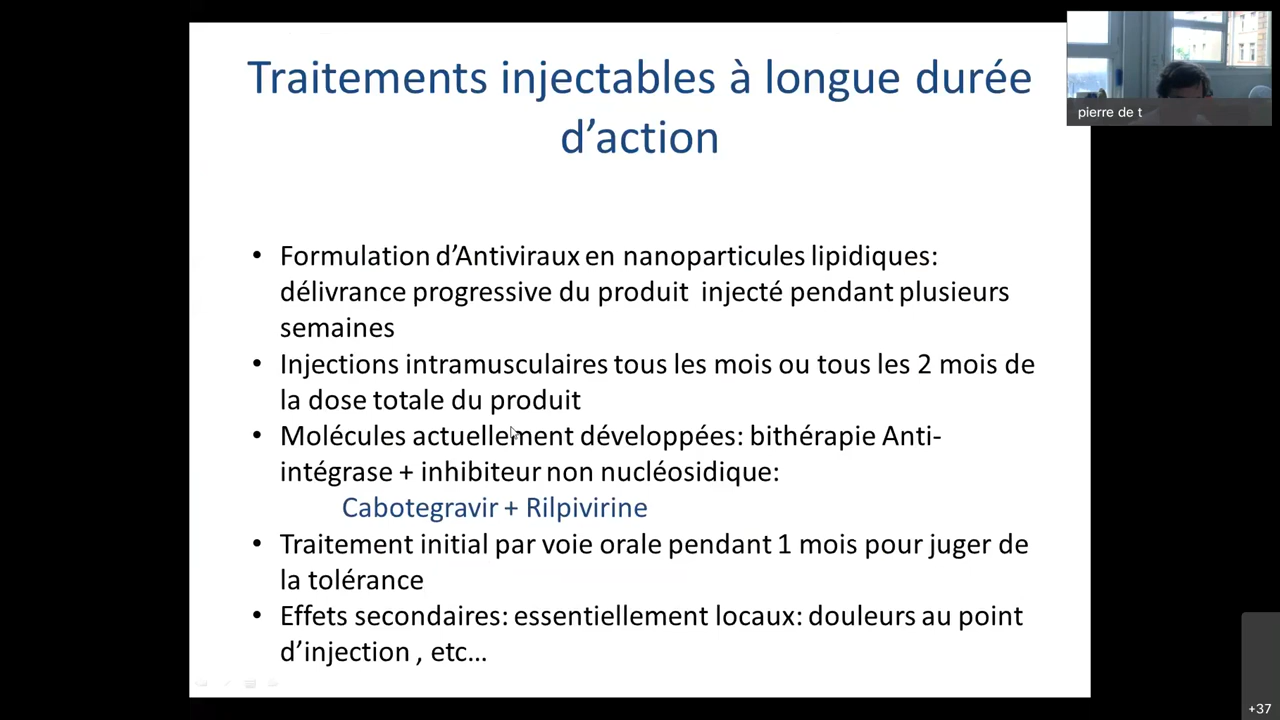 Traitements injectables à longue durée
d’action
pierre de t
• Formulation d’Antiviraux en nanoparticules lipidiques:
délivrance progressive du produit injecté pendant plusieurs
semaines
• Injections intramusculaires tous les mois ou tous les 2 mois de
la dose totale du produit
• Molécules actuellement développées: bithérapie Anti-
intégrase + inhibiteur non nucléosidique:
Cabotegravir + Rilpivirine
• Traitement initial par voie orale pendant 1 mois pour juger de
la tolérance
• Effets secondaires: essentiellement locaux: douleurs au point
d’injection , etc…
+37